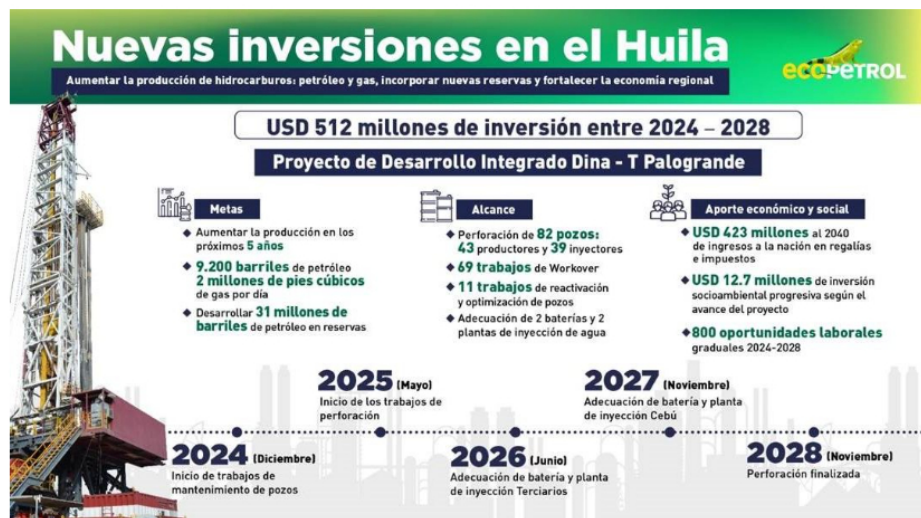 Nuevas inversiones en el Huila
Aumentar la producción de hidrocarburos: petróleo y gas, incorporar nuevas reservas y fortalecer la economía regional
ecoPETROL
USD 512 millones de inversión entre 2024 – 2028
Proyecto de Desarrollo Integrado Dina - T Palogrande
Metas
Aumentar la producción en los
próximos 5 años
9.200 barriles de petróleo
2 millones de pies cúbicos
de gas por día
Desarrollar 31 millones de
barriles de petróleo en reservas
Alcance
Perforación de 82 pozos:
43 productores y 39 inyectores
69 trabajos de Workover
11 trabajos de reactivación
y optimización de pozos
Adecuación de 2 baterías y 2
plantas de inyección de agua
Aporte económico y social
USD 423 millones al 2040
de ingresos a la nación en regalías
e impuestos
USD 12.7 millones de inversión
socioambiental progresiva según el
avance del proyecto
800 oportunidades laborales
graduales 2024-2028
2024 (Diciembre)
Inicio de trabajos de
mantenimiento de pozos
2025 (Mayo)
Inicio de los trabajos de
perforación
2026 (Junio)
Adecuación de batería y planta
de inyección Terciarios
2027 (Noviembre)
Adecuación de batería y planta
de inyección Cebú
2028 (Noviembre)
Perforación finalizada